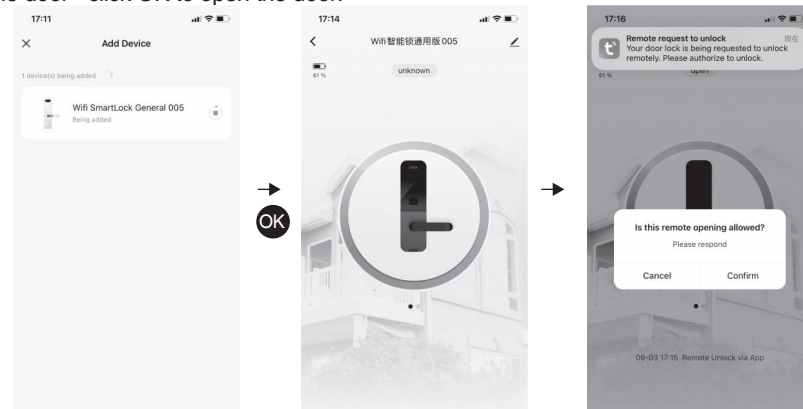 door click OK to open the door
17:11
Add Device
1 device(s) being added
Wifi SmartLock General 005
Being added
OK
17:14
Wifi智能锁通用版 005
61 %
unknown
17:16
Remote request to unlock 现在
Your door lock is being requested to unlock
remotely. Please authorize to unlock.
61 %
open
Is this remote opening allowed?
Please respond
Cancel Confirm
09-03 17:15 Remote Unlock via App